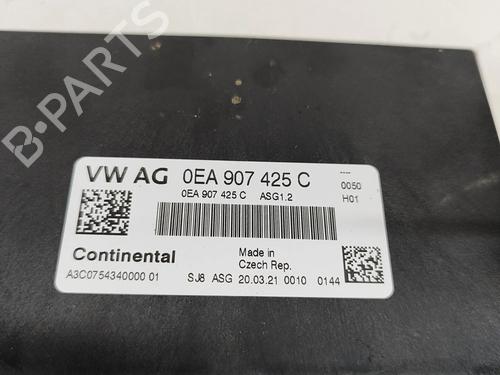 B-PARTS
VW AG 0EA 907 425 C
0EA 907 425 C ASG1.2
---
0050
H01
Continental
Made in
Czech Rep.
A3C0754340000 01
SJ8 ASG 20.03.21 0010 0144